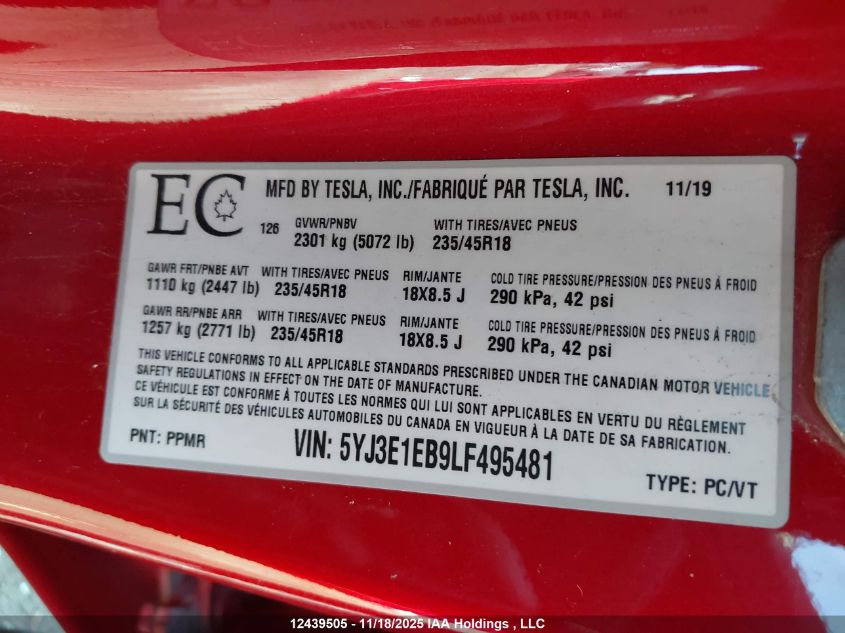 EC
MFD BY TESLA, INC./FABRIQUÉ PAR TESLA, INC. 11/19
126
GVWR/PNBV WITH TIRES/AVEC PNEUS
2301 kg (5072 lb) 235/45R18
GAWR FRT/PNBE AVT WITH TIRES/AVEC PNEUS RIM/JANTE COLD TIRE PRESSURE/PRESSION DES PNEUS À FROID
1110 kg (2447 lb) 235/45R18 18X8.5 J 290 kPa, 42 psi
GAWR RR/PNBE ARR WITH TIRES/AVEC PNEUS RIM/JANTE COLD TIRE PRESSURE/PRESSION DES PNEUS À FROID
1257 kg (2771 lb) 235/45R18 18X8.5 J 290 kPa, 42 psi
THIS VEHICLE CONFORMS TO ALL APPLICABLE STANDARDS PRESCRIBED UNDER THE CANADIAN MOTOR VEHICLE
SAFETY REGULATIONS IN EFFECT ON THE DATE OF MANUFACTURE.
CE VÉHICULE EST CONFORME À TOUTES LES NORMES QUI LUI SONT APPLICABLES EN VERTU DU RÈGLEMENT
SUR LA SÉCURITÉ DES VÉHICULES AUTOMOBILES DU CANADA EN VIGUEUR À LA DATE DE SA FABRICATION.
PNT: PPMR VIN: 5YJ3E1EB9LF495481 TYPE: PC/VT
12439505 - 11/18/2025 IAA Holdings , LLC